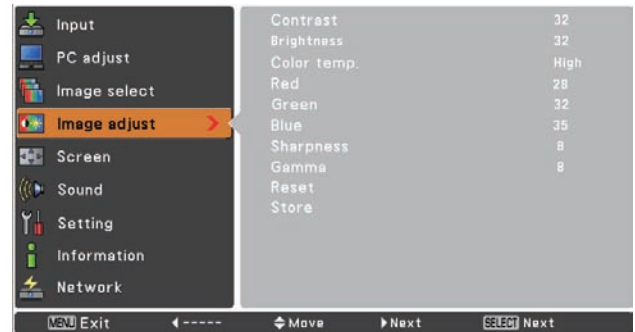 Input
PC adjust
Image select
Image adjust
Screen
Sound
Setting
Information
Network
Contrast 32
Brightness 32
Color temp. High
Red 28
Green 32
Blue 35
Sharpness 8
Gamma 8
Reset
Store
MENU Exit ◀----- Move ▶Next SELECT Next